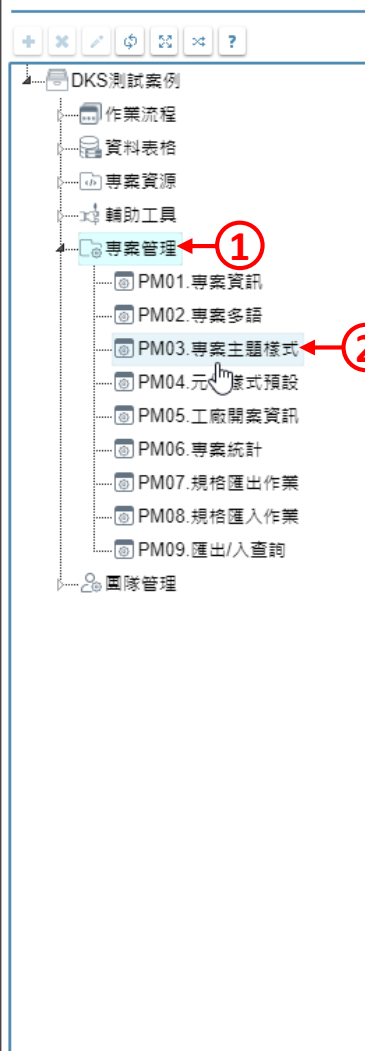 ?
DKS測試案例
作業流程
資料表格
專案資源
輔助工具
專案管理 1
PM01.專案資訊
PM02.專案多語
PM03.專案主題樣式 2
PM04.元 樣式預設
PM05.工廠開案資訊
PM06.專案統計
PM07.規格匯出作業
PM08.規格匯入作業
PM09.匯出/入查詢
團隊管理